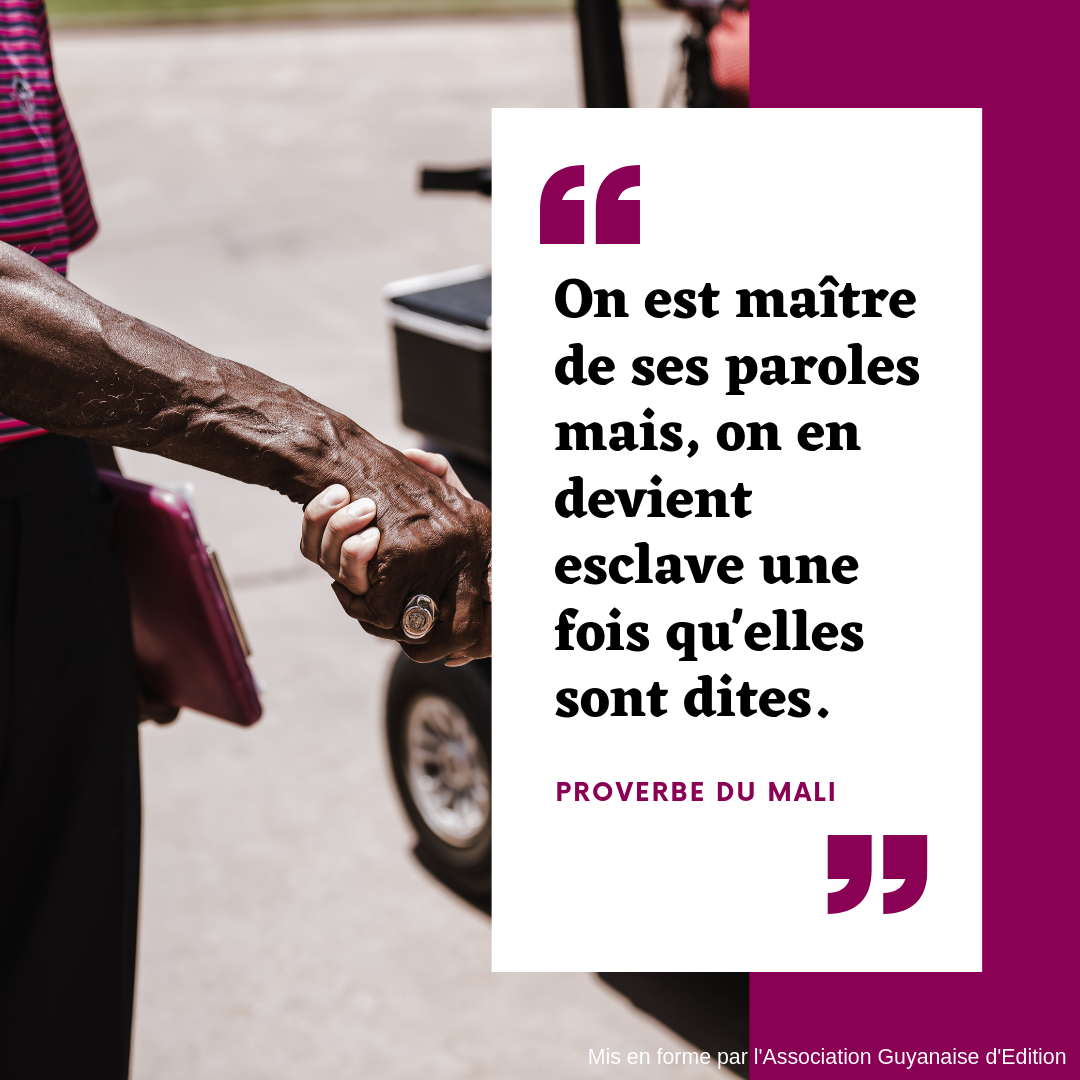 On est maître
de ses paroles
mais, on en
devient
esclave une
fois qu'elles
sont dites.
PROVERBE DU MALI
Mis en forme par l'Association Guyanaise d'Edition